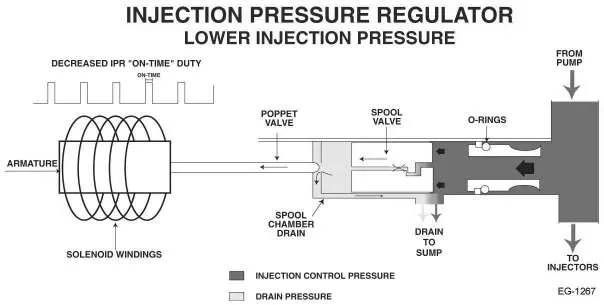 INJECTION PRESSURE REGULATOR
LOWER INJECTION PRESSURE
DECREASED IPR "ON-TIME" DUTY
ON-TIME
FROM
PUMP
POPPET
VALVE
SPOOL
VALVE
O-RINGS
ARMATURE
SPOOL
CHAMBER
DRAIN
DRAIN
TO
SUMP
SOLENOID WINDINGS
TO
INJECTORS
INJECTION CONTROL PRESSURE
DRAIN PRESSURE
EG-1267